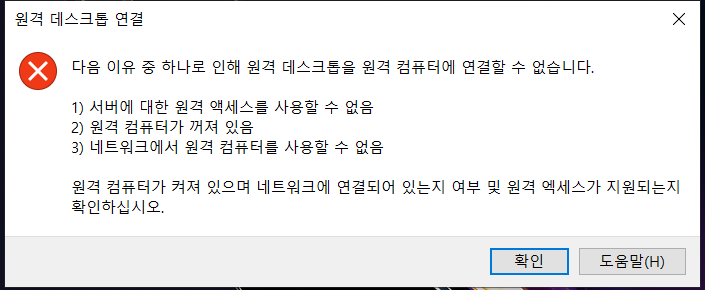 원격 데스크톱 연결
다음 이유 중 하나로 인해 원격 데스크톱을 원격 컴퓨터에 연결할 수 없습니다.
1) 서버에 대한 원격 액세스를 사용할 수 없음
2) 원격 컴퓨터가 꺼져 있음
3) 네트워크에서 원격 컴퓨터를 사용할 수 없음
원격 컴퓨터가 켜져 있으며 네트워크에 연결되어 있는지 여부 및 원격 엑세스가 지원되는지
확인하십시오.
확인
도움말(H)